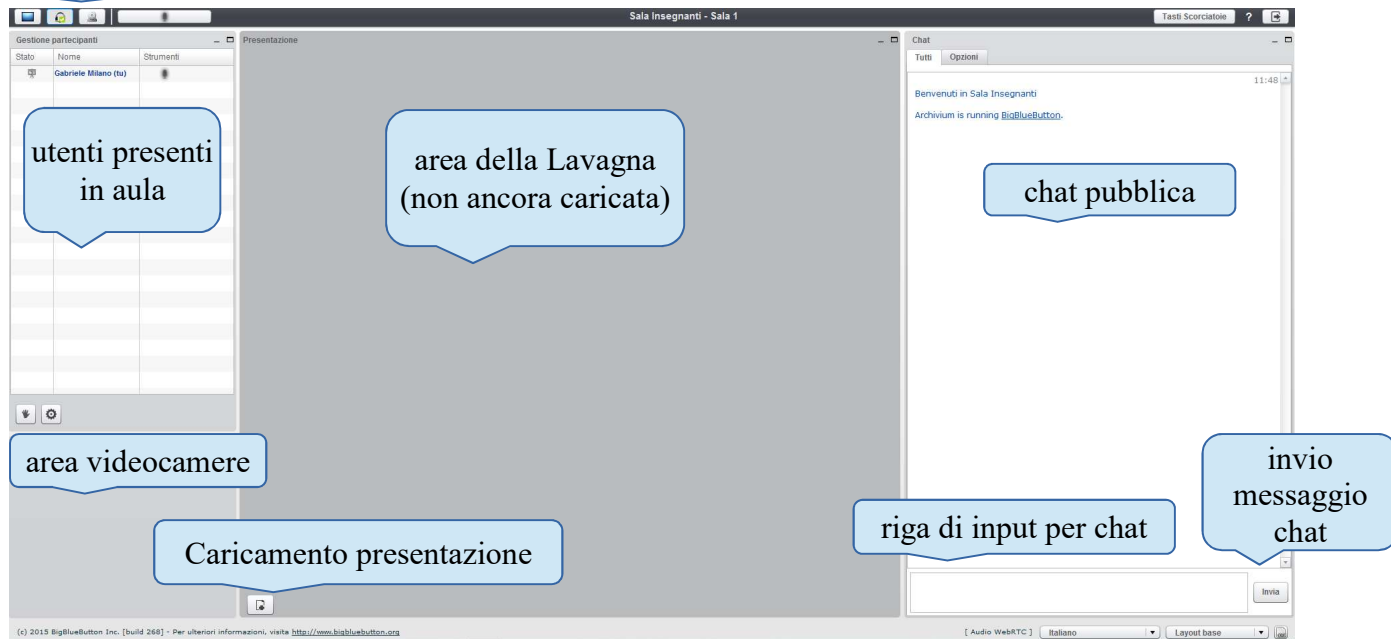 Sala Insegnanti - Sala 1
Tasti Scorciatoie ?
Gestione partecipanti
Presentazione
Chat
Stato Nome Strumenti
Tutti Opzioni
Gabriele Milano (tu)
11:48
Benvenuti in Sala Insegnanti
Archivium is running BigBlueButton.
utenti presenti
in aula
area della Lavagna
(non ancora caricata)
chat pubblica
area videocamere
invio
messaggio
chat
riga di input per chat
Caricamento presentazione
Invia
(c) 2015 BigBlueButton Inc. [build 268] - Per ulteriori informazioni, visita http://www.bigbluebutton.org
[ Audio WebRTC ] Italiano Layout base